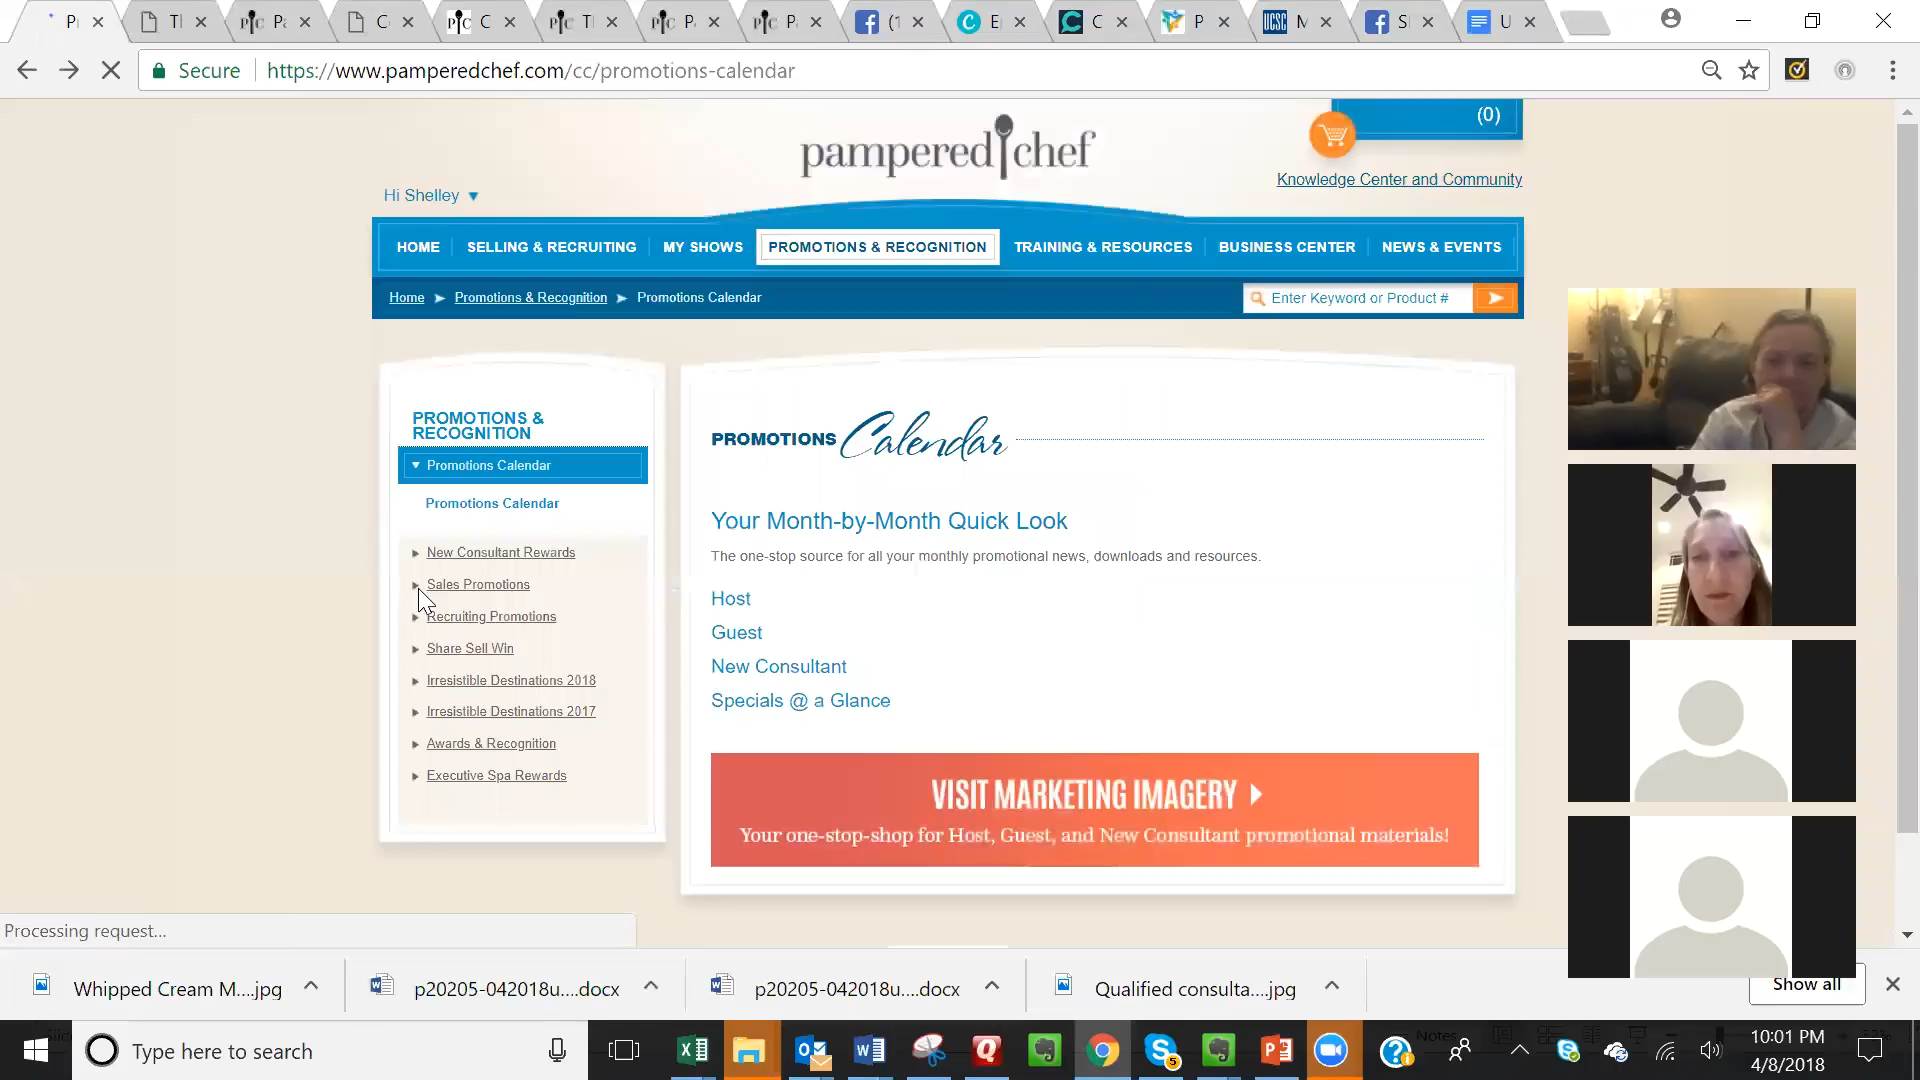 P
Tl
P
C
C
Tl
P
P
(1
E
C
P
UCSC M
Sl
U
Secure
https://www.pamperedchef.com/cc/promotions-calendar
(0)
pampered chef
Knowledge Center and Community
Hi Shelley
HOME SELLING & RECRUITING MY SHOWS PROMOTIONS & RECOGNITION TRAINING & RESOURCES BUSINESS CENTER NEWS & EVENTS
Home Promotions & Recognition Promotions Calendar
Enter Keyword or Product #
PROMOTIONS &
RECOGNITION
Promotions Calendar
Promotions Calendar
New Consultant Rewards
Sales Promotions
Recruiting Promotions
Share Sell Win
Irresistible Destinations 2018
Irresistible Destinations 2017
Awards & Recognition
Executive Spa Rewards
PROMOTIONS Calendar
Your Month-by-Month Quick Look
The one-stop source for all your monthly promotional news, downloads and resources.
Host
Guest
New Consultant
Specials @ a Glance
VISIT MARKETING IMAGERY
Your one-stop-shop for Host, Guest, and New Consultant promotional materials!
Processing request...
Whipped Cream M....jpg
p20205-042018u....docx
p20205-042018u....docx
Qualified consulta....jpg
Show all
Type here to search
Notes
10:01 PM
4/8/2018